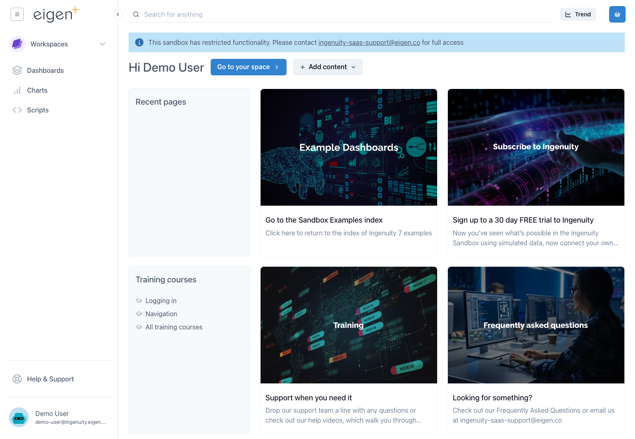 eigen+
Search for anything
Trend
Workspaces
Dashboards
Charts
Scripts
This sandbox has restricted functionality. Please contact ingenuity-saas-support@eigen.co for full access
Hi Demo User
Go to your space
+ Add content
Recent pages
Example Dashboards
Go to the Sandbox Examples index
Click here to return to the index of Ingenuity 7 examples
Subscribe to Ingenuity
Sign up to a 30 day FREE trial to Ingenuity
Now you've seen what's possible in the Ingenuity
Sandbox using simulated data, now connect your own...
Training courses
Logging in
Navigation
All training courses
Training
Support when you need it
Drop our support team a line with any questions or
check out our help videos, which walk you through...
Frequently asked questions
Looking for something?
Check out our Frequently Asked Questions or email us
at ingenuity-saas-support@eigen.co
Help & Support
Demo User
demo-user@ingenuity.eigen....